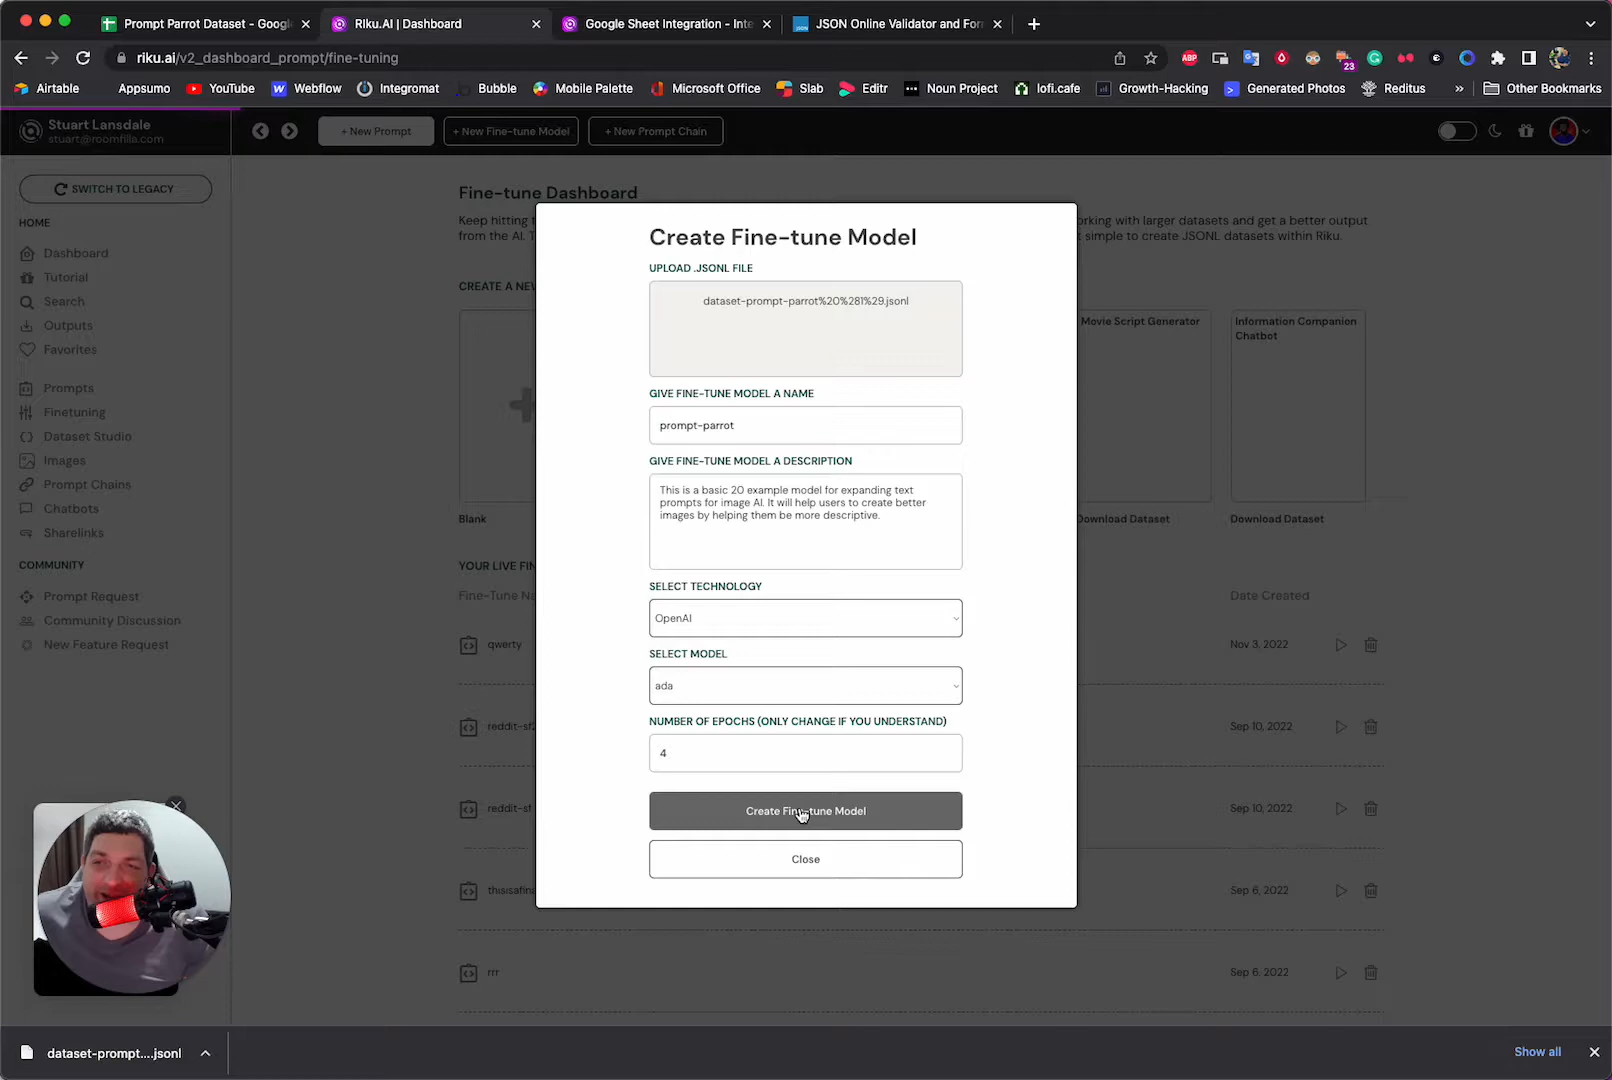 Prompt Parrot Dataset - Googl
Riku.AI | Dashboard
Google Sheet Integration - Inte
JSON Online Validator and For
riku.ai/v2_dashboard_prompt/fine-tuning
ABP
23
Airtable
Appsumo
YouTube
Webflow
Integromat
Bubble
Mobile Palette
Microsoft Office
Slab
Editr
Noun Project
lofi.cafe
Growth-Hacking
Generated Photos
Reditus
»
Other Bookmarks
Stuart Lansdale
stuart@roomfilla.com
+ New Prompt
+ New Fine-tune Model
+ New Prompt Chain
SWITCH TO LEGACY
HOME
Dashboard
Tutorial
Search
Outputs
Favorites
Prompts
Finetuning
Dataset Studio
Images
Prompt Chains
Chatbots
Sharelinks
COMMUNITY
Prompt Request
Community Discussion
New Feature Request
Fine-tune Dashboard
Keep hitting
orking with larger datasets and get a better output
from the AI. T
t simple to create JSONL datasets within Riku.
CREATE A NEW
Movie Script Generator
Information Companion
Chatbot
Blank
Download Dataset
Download Dataset
YOUR LIVE FIN
Fine-Tune Na
Date Created
qwerty
Nov 3, 2022
reddit-sf2
Sep 10, 2022
reddit-sf
Sep 10, 2022
thisisafina
Sep 6, 2022
rrr
Sep 6, 2022
Create Fine-tune Model
UPLOAD .JSONL FILE
dataset-prompt-parrot%20%281%29.jsonl
GIVE FINE-TUNE MODEL A NAME
prompt-parrot
GIVE FINE-TUNE MODEL A DESCRIPTION
This is a basic 20 example model for expanding text
prompts for image AI. It will help users to create better
images by helping them be more descriptive.
SELECT TECHNOLOGY
OpenAI
SELECT MODEL
ada
NUMBER OF EPOCHS (ONLY CHANGE IF YOU UNDERSTAND)
4
Create Fine-tune Model
Close
dataset-prompt....jsonl
Show all